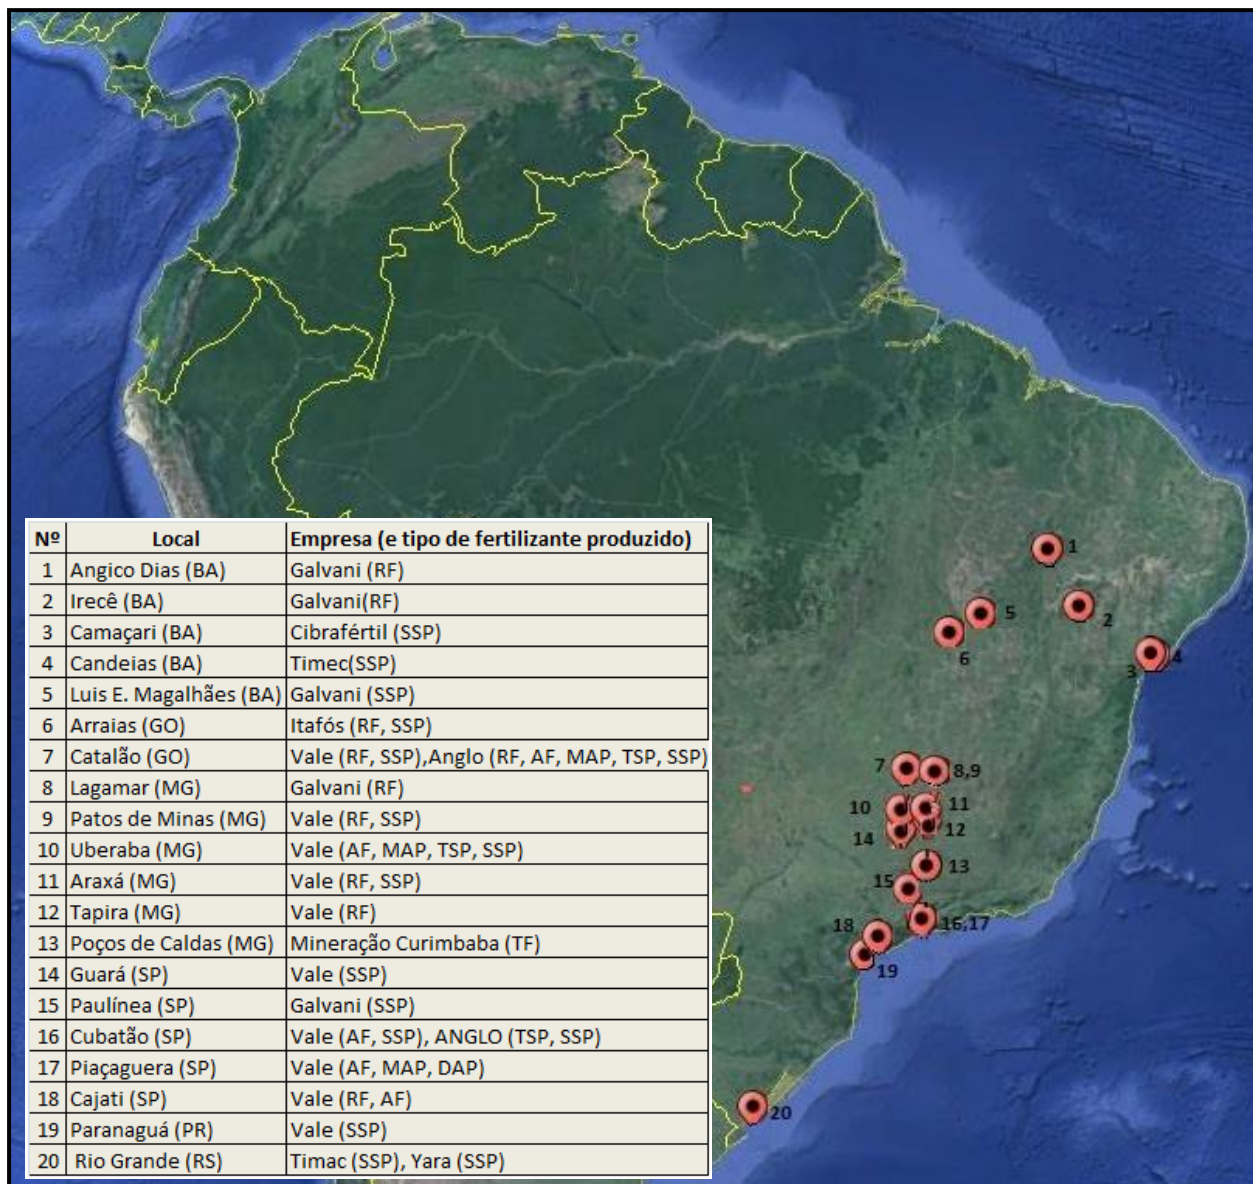 Nº Local Empresa (e tipo de fertilizante produzido)
1 Angico Dias (BA) Galvani (RF)
2 Irecê (BA) Galvani(RF)
3 Camaçari (BA) Cibrafértil (SSP)
4 Candeias (BA) Timec(SSP)
5 Luis E. Magalhães (BA) Galvani (SSP)
6 Arraias (GO) Itafós (RF, SSP)
7 Catalão (GO) Vale (RF, SSP),Anglo (RF, AF, MAP, TSP, SSP)
8 Lagamar (MG) Galvani (RF)
9 Patos de Minas (MG) Vale (RF, SSP)
10 Uberaba (MG) Vale (AF, MAP, TSP, SSP)
11 Araxá (MG) Vale (RF, SSP)
12 Tapira (MG) Vale (RF)
13 Poços de Caldas (MG) Mineração Curimbaba (TF)
14 Guará (SP) Vale (SSP)
15 Paulínea (SP) Galvani (SSP)
16 Cubatão (SP) Vale (AF, SSP), ANGLO (TSP, SSP)
17 Piaçaguera (SP) Vale (AF, MAP, DAP)
18 Cajati (SP) Vale (RF, AF)
19 Paranaguá (PR) Vale (SSP)
20 Rio Grande (RS) Timac (SSP), Yara (SSP)
1
2
5
6
3
4
7
8,9
10
11
12
14
13
15
16,17
18
19
20